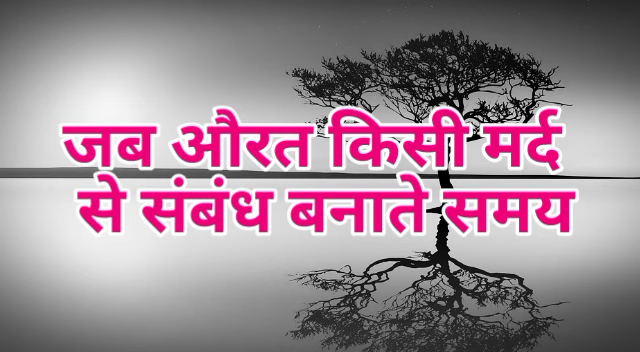 जब औरत किसी मर्द
से संबंध बनाते समय